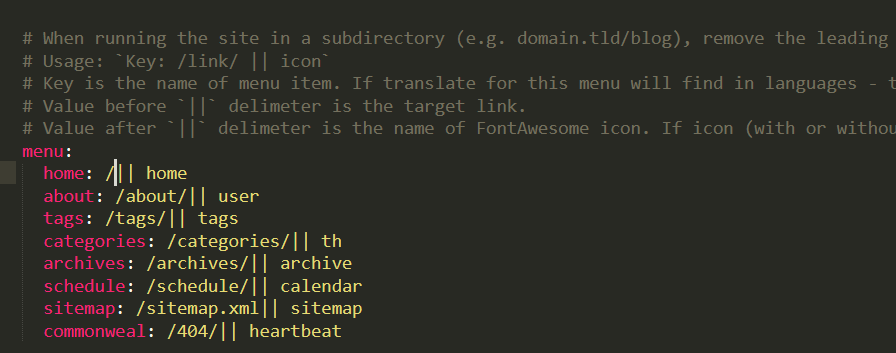 # When running the site in a subdirectory (e.g. domain.tld/blog), remove the leading
# Usage: `Key: /link/ || icon`
# Key is the name of menu item. If translate for this menu will find in languages - t
# Value before `||` delimeter is the target link.
# Value after `||` delimeter is the name of FontAwesome icon. If icon (with or withou
menu:
  home: /|| home
  about: /about/|| user
  tags: /tags/|| tags
  categories: /categories/|| th
  archives: /archives/|| archive
  schedule: /schedule/|| calendar
  sitemap: /sitemap.xml|| sitemap
  commonweal: /404/|| heartbeat